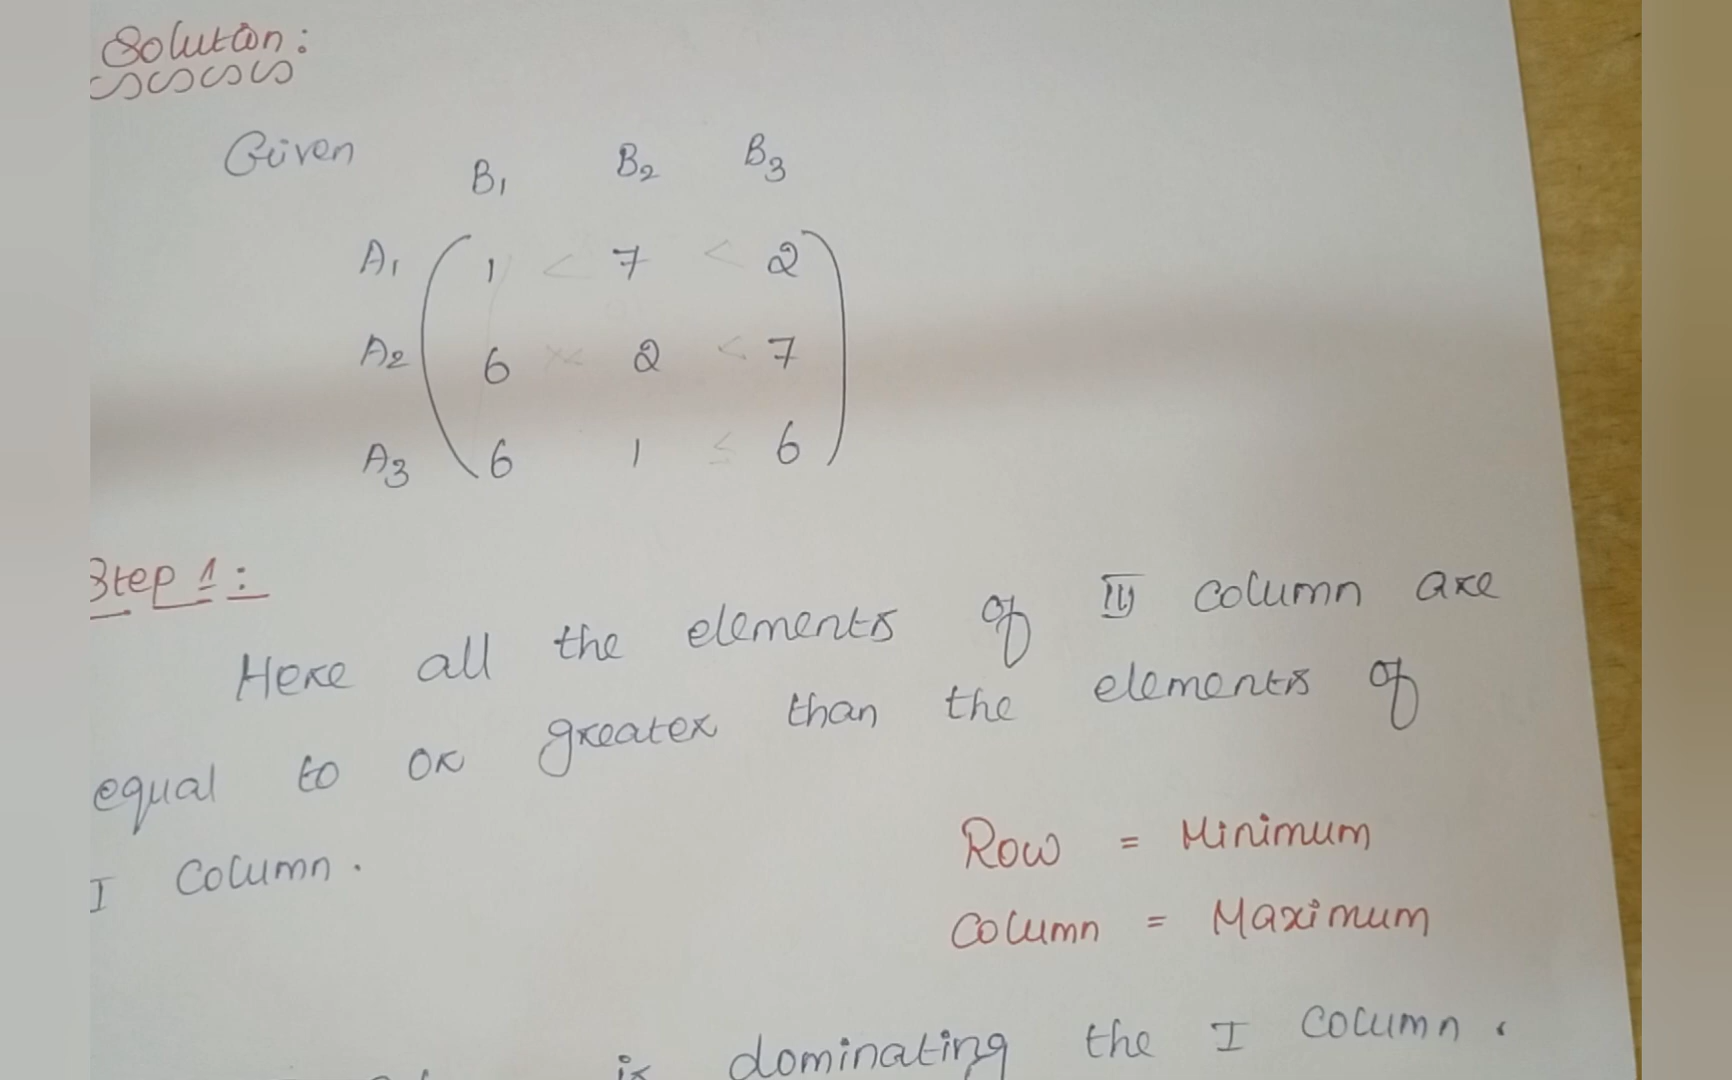 Solution:
Given
B1 B2 B3
A1 1 < 7 < 2
A2 6 2 < 7
A3 6 1 ≤ 6
Step 1:
Here all the elements of III column are
equal to or greater than the elements of
I column.
Row = Minimum
Column = Maximum
is dominating the I column.